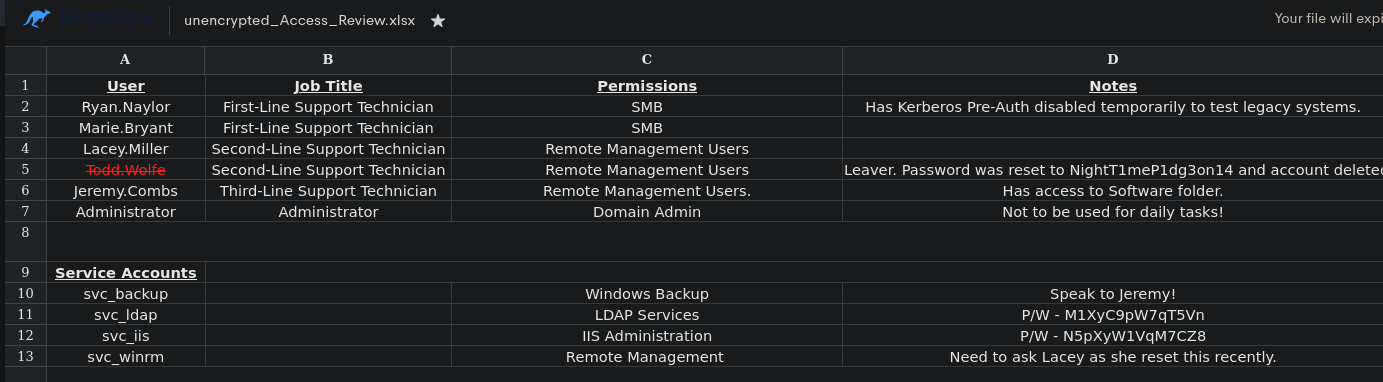 unencrypted_Access_Review.xlsx ★ Your file will expi
A B C D
1 User Job Title Permissions Notes
2 Ryan.Naylor First-Line Support Technician SMB Has Kerberos Pre-Auth disabled temporarily to test legacy systems.
3 Marie.Bryant First-Line Support Technician SMB
4 Lacey.Miller Second-Line Support Technician Remote Management Users
5 Todd.Wolfe Second-Line Support Technician Remote Management Users Leaver. Password was reset to NightT1meP1dg3on14 and account deleted
6 Jeremy.Combs Third-Line Support Technician Remote Management Users. Has access to Software folder.
7 Administrator Administrator Domain Admin Not to be used for daily tasks!
8
9 Service Accounts
10 svc_backup Windows Backup Speak to Jeremy!
11 svc_ldap LDAP Services P/W - M1XyC9pW7qT5Vn
12 svc_iis IIS Administration P/W - N5pXyW1VqM7CZ8
13 svc_winrm Remote Management Need to ask Lacey as she reset this recently.